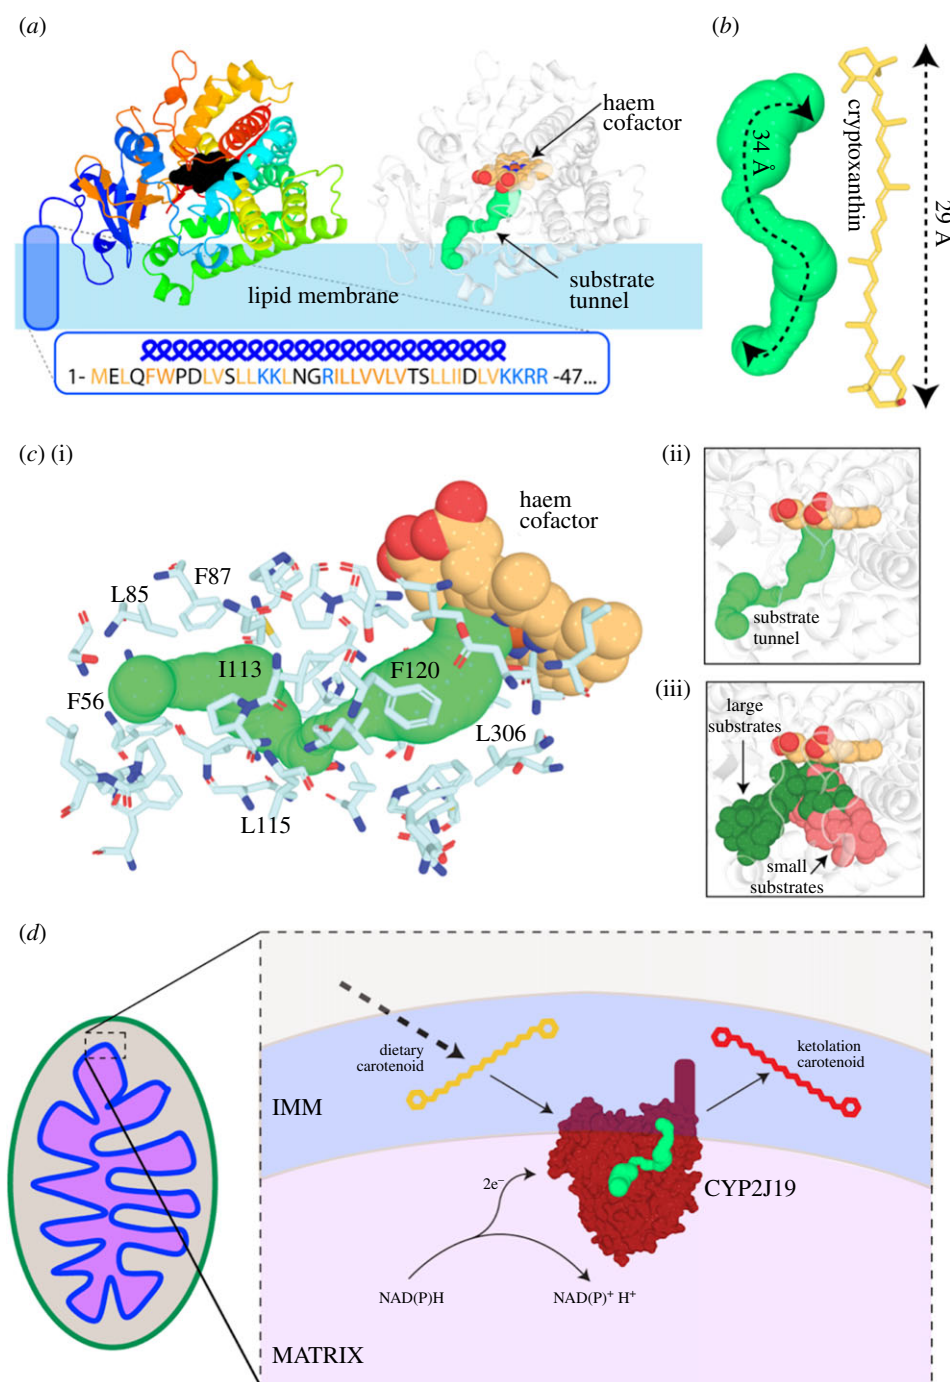 (a)
haem
cofactor
lipid membrane
substrate
tunnel
1- MELQFWPDLVSLLKKLNGRILLVVLVTSLLIIDLVKKRR -47...
(b)
34 Å
cryptoxanthin
29 Å
(c) (i)
haem
cofactor
F87
L85
I113
F120
F56
L306
L115
(ii)
substrate
tunnel
(iii)
large
substrates
small
substrates
(d)
dietary
carotenoid
ketolation
carotenoid
IMM
2e⁻
CYP2J19
NAD(P)H
NAD(P)⁺ H⁺
MATRIX